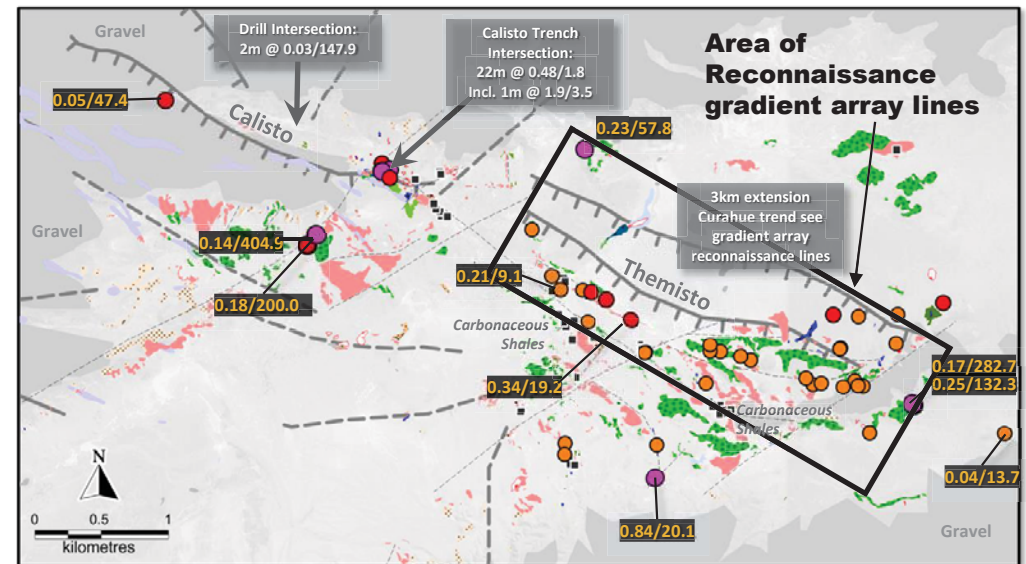 Gravel
Drill Intersection:
2m @ 0.03/147.9
Calisto Trench
Intersection:
22m @ 0.48/1.8
Incl. 1m @ 1.9/3.5
Area of
Reconnaissance
gradient array lines
0.05/47.4
Calisto
0.23/57.8
3km extension
Curahue trend see
gradient array
reconnaissance lines
Gravel
0.14/404.9
0.21/9.1
Themisto
0.18/200.0
Carbonaceous
Shales
0.34/19.2
0.17/282.7
0.25/132.3
Carbonaceous
Shales
N
0.04/13.7
0 0.5 1
kilometres
0.84/20.1
Gravel